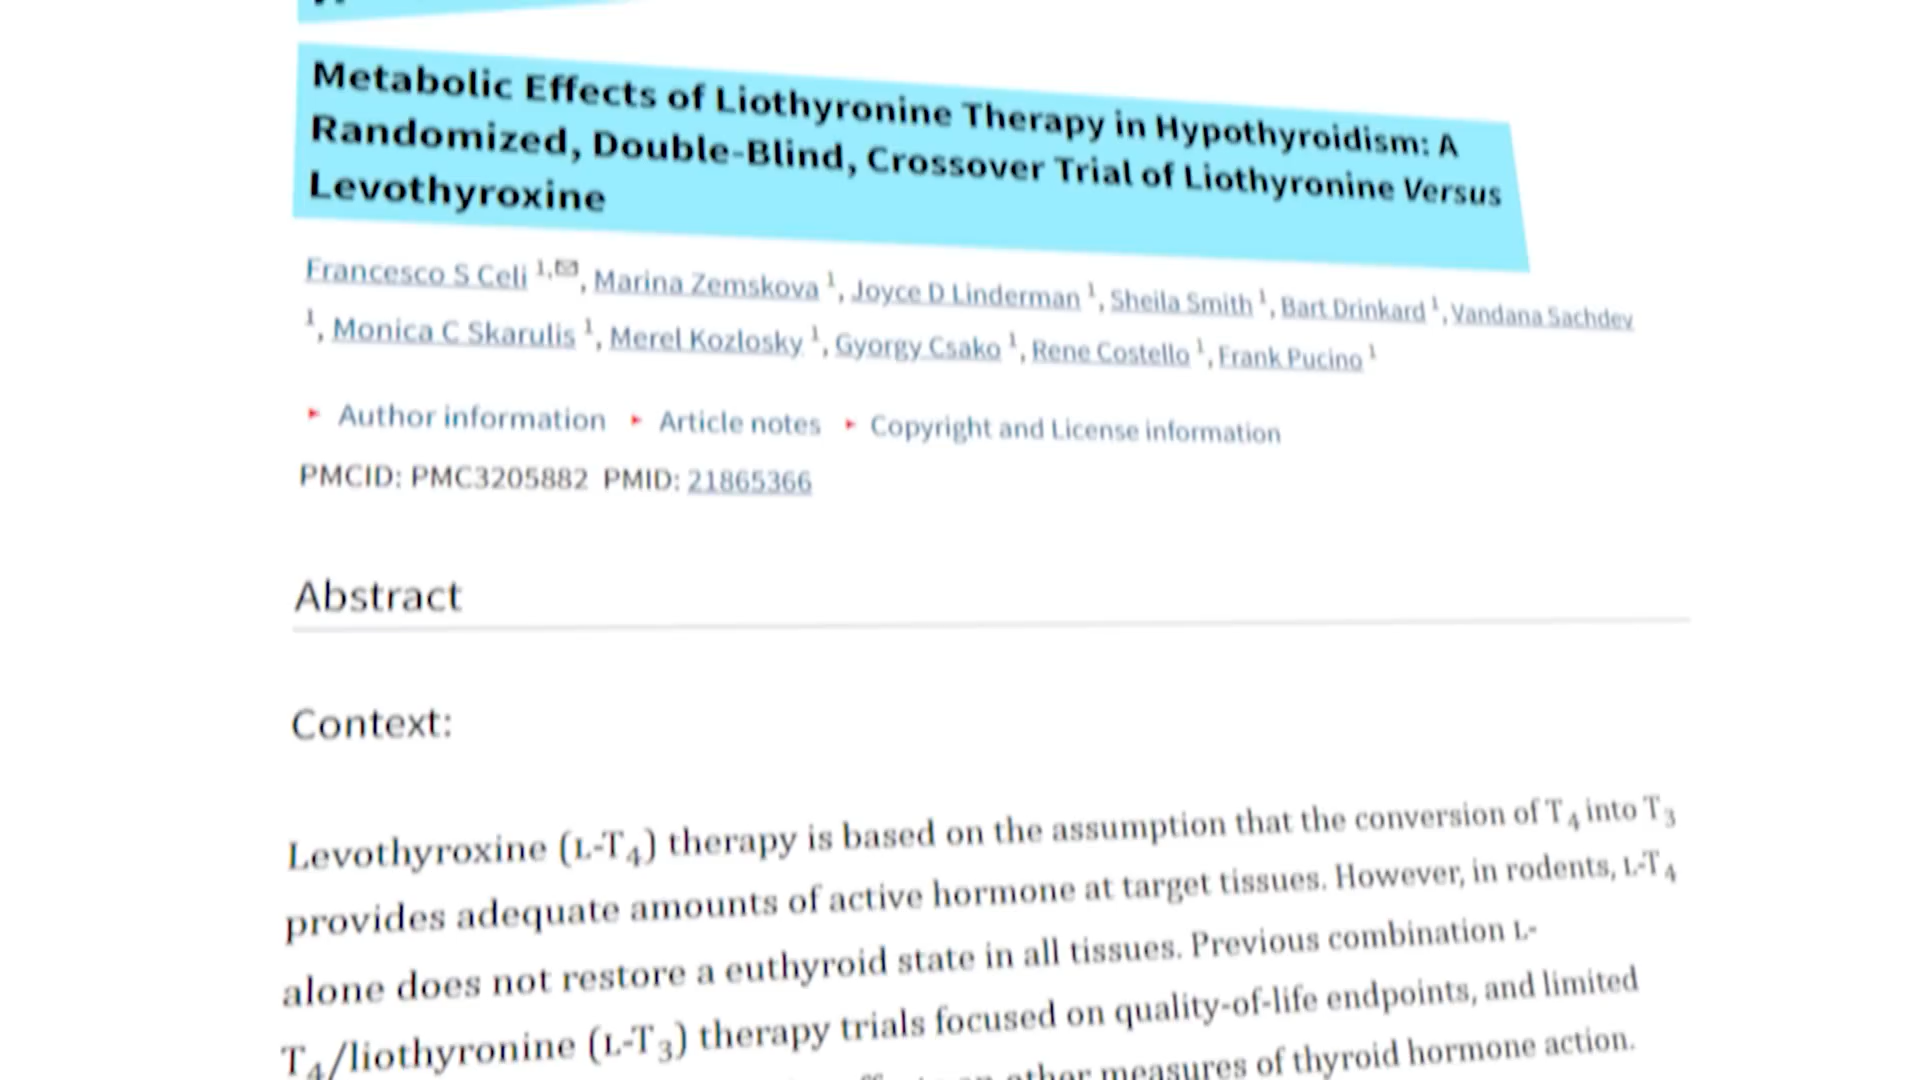 Metabolic Effects of Liothyronine Therapy in Hypothyroidism: A
Randomized, Double-Blind, Crossover Trial of Liothyronine Versus
Levothyroxine
Francesco S Celi 1,✉, Marina Zemskova 1, Joyce D Linderman 1, Sheila Smith 1, Bart Drinkard 1, Vandana Sachdev
1, Monica C Skarulis 1, Merel Kozlosky 1, Gyorgy Csako 1, Rene Costello 1, Frank Pucino 1
▸ Author information ▸ Article notes ▸ Copyright and License information
PMCID: PMC3205882 PMID: 21865366
Abstract
Context:
Levothyroxine (L-T4) therapy is based on the assumption that the conversion of T4 into T3
provides adequate amounts of active hormone at target tissues. However, in rodents, L-T4
alone does not restore a euthyroid state in all tissues. Previous combination L-
T4/liothyronine (L-T3) therapy trials focused on quality-of-life endpoints, and limited
other measures of thyroid hormone action.